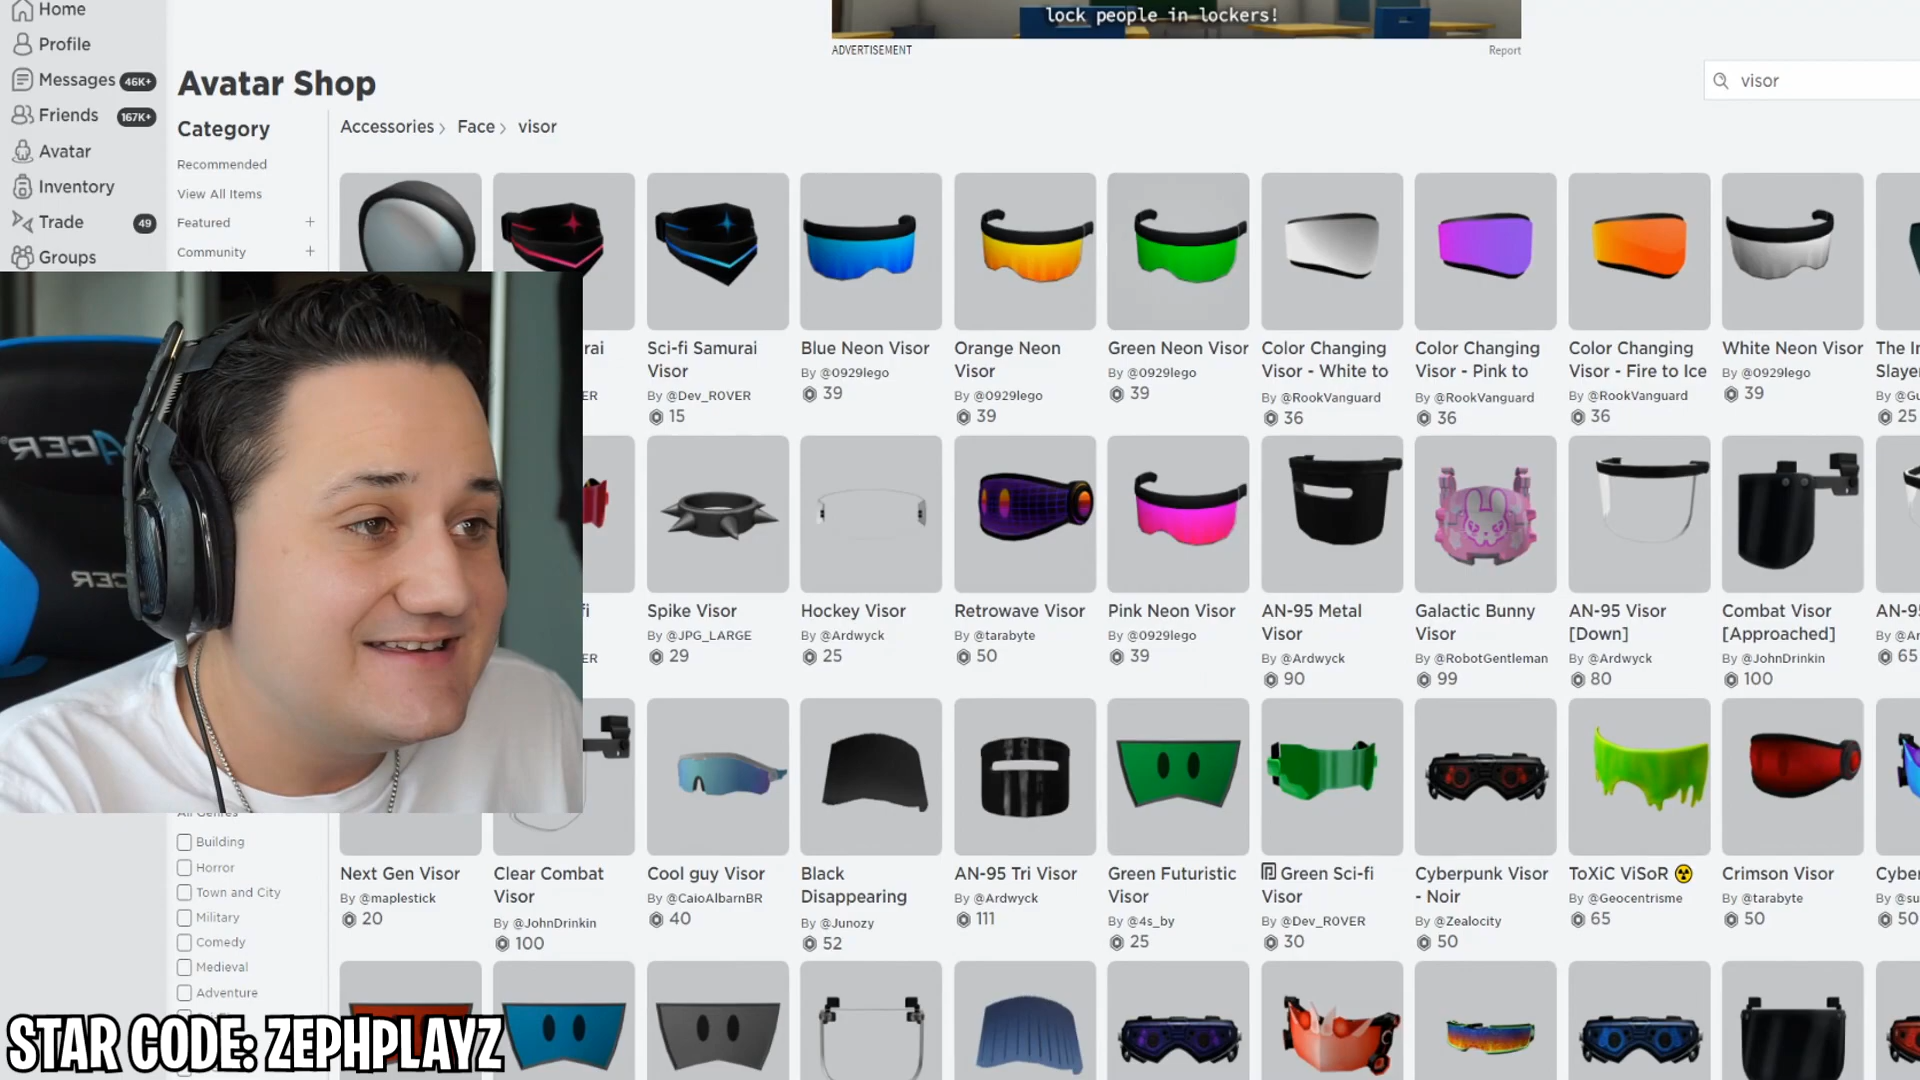 lock people in lockers!
ADVERTISEMENT
Report
Home
Profile
Messages 46K+
Friends 167K+
Avatar
Inventory
Trade 49
Groups
Avatar Shop
visor
Category
Recommended
View All Items
Featured +
Community +
Accessories > Face > visor
Sci-fi Samurai Visor
By @Dev_R0VER
15
Blue Neon Visor
By @0929lego
39
Orange Neon Visor
By @0929lego
39
Green Neon Visor
By @0929lego
39
Color Changing Visor - White to
By @RookVanguard
36
Color Changing Visor - Pink to
By @RookVanguard
36
Color Changing Visor - Fire to Ice
By @RookVanguard
36
White Neon Visor
By @0929lego
39
25
Spike Visor
By @JPG_LARGE
29
Hockey Visor
By @Ardwyck
25
Retrowave Visor
By @tarabyte
50
Pink Neon Visor
By @0929lego
39
AN-95 Metal Visor
By @Ardwyck
90
Galactic Bunny Visor
By @RobotGentleman
99
AN-95 Visor [Down]
By @Ardwyck
80
Combat Visor [Approached]
By @JohnDrinkin
100
65
Next Gen Visor
By @maplestick
20
Clear Combat Visor
By @JohnDrinkin
100
Cool guy Visor
By @CaioAlbarnBR
40
Black Disappearing
By @Junozy
52
AN-95 Tri Visor
By @Ardwyck
111
Green Futuristic Visor
By @4s_by
25
Green Sci-fi Visor
By @Dev_R0VER
30
Cyberpunk Visor - Noir
By @Zealocity
50
ToXiC ViSoR ☢
By @Geocentrisme
65
Crimson Visor
By @tarabyte
50
50
Building
Horror
Town and City
Military
Comedy
Medieval
Adventure
ACER
ACER
STAR CODE: ZEPHPLAYZ